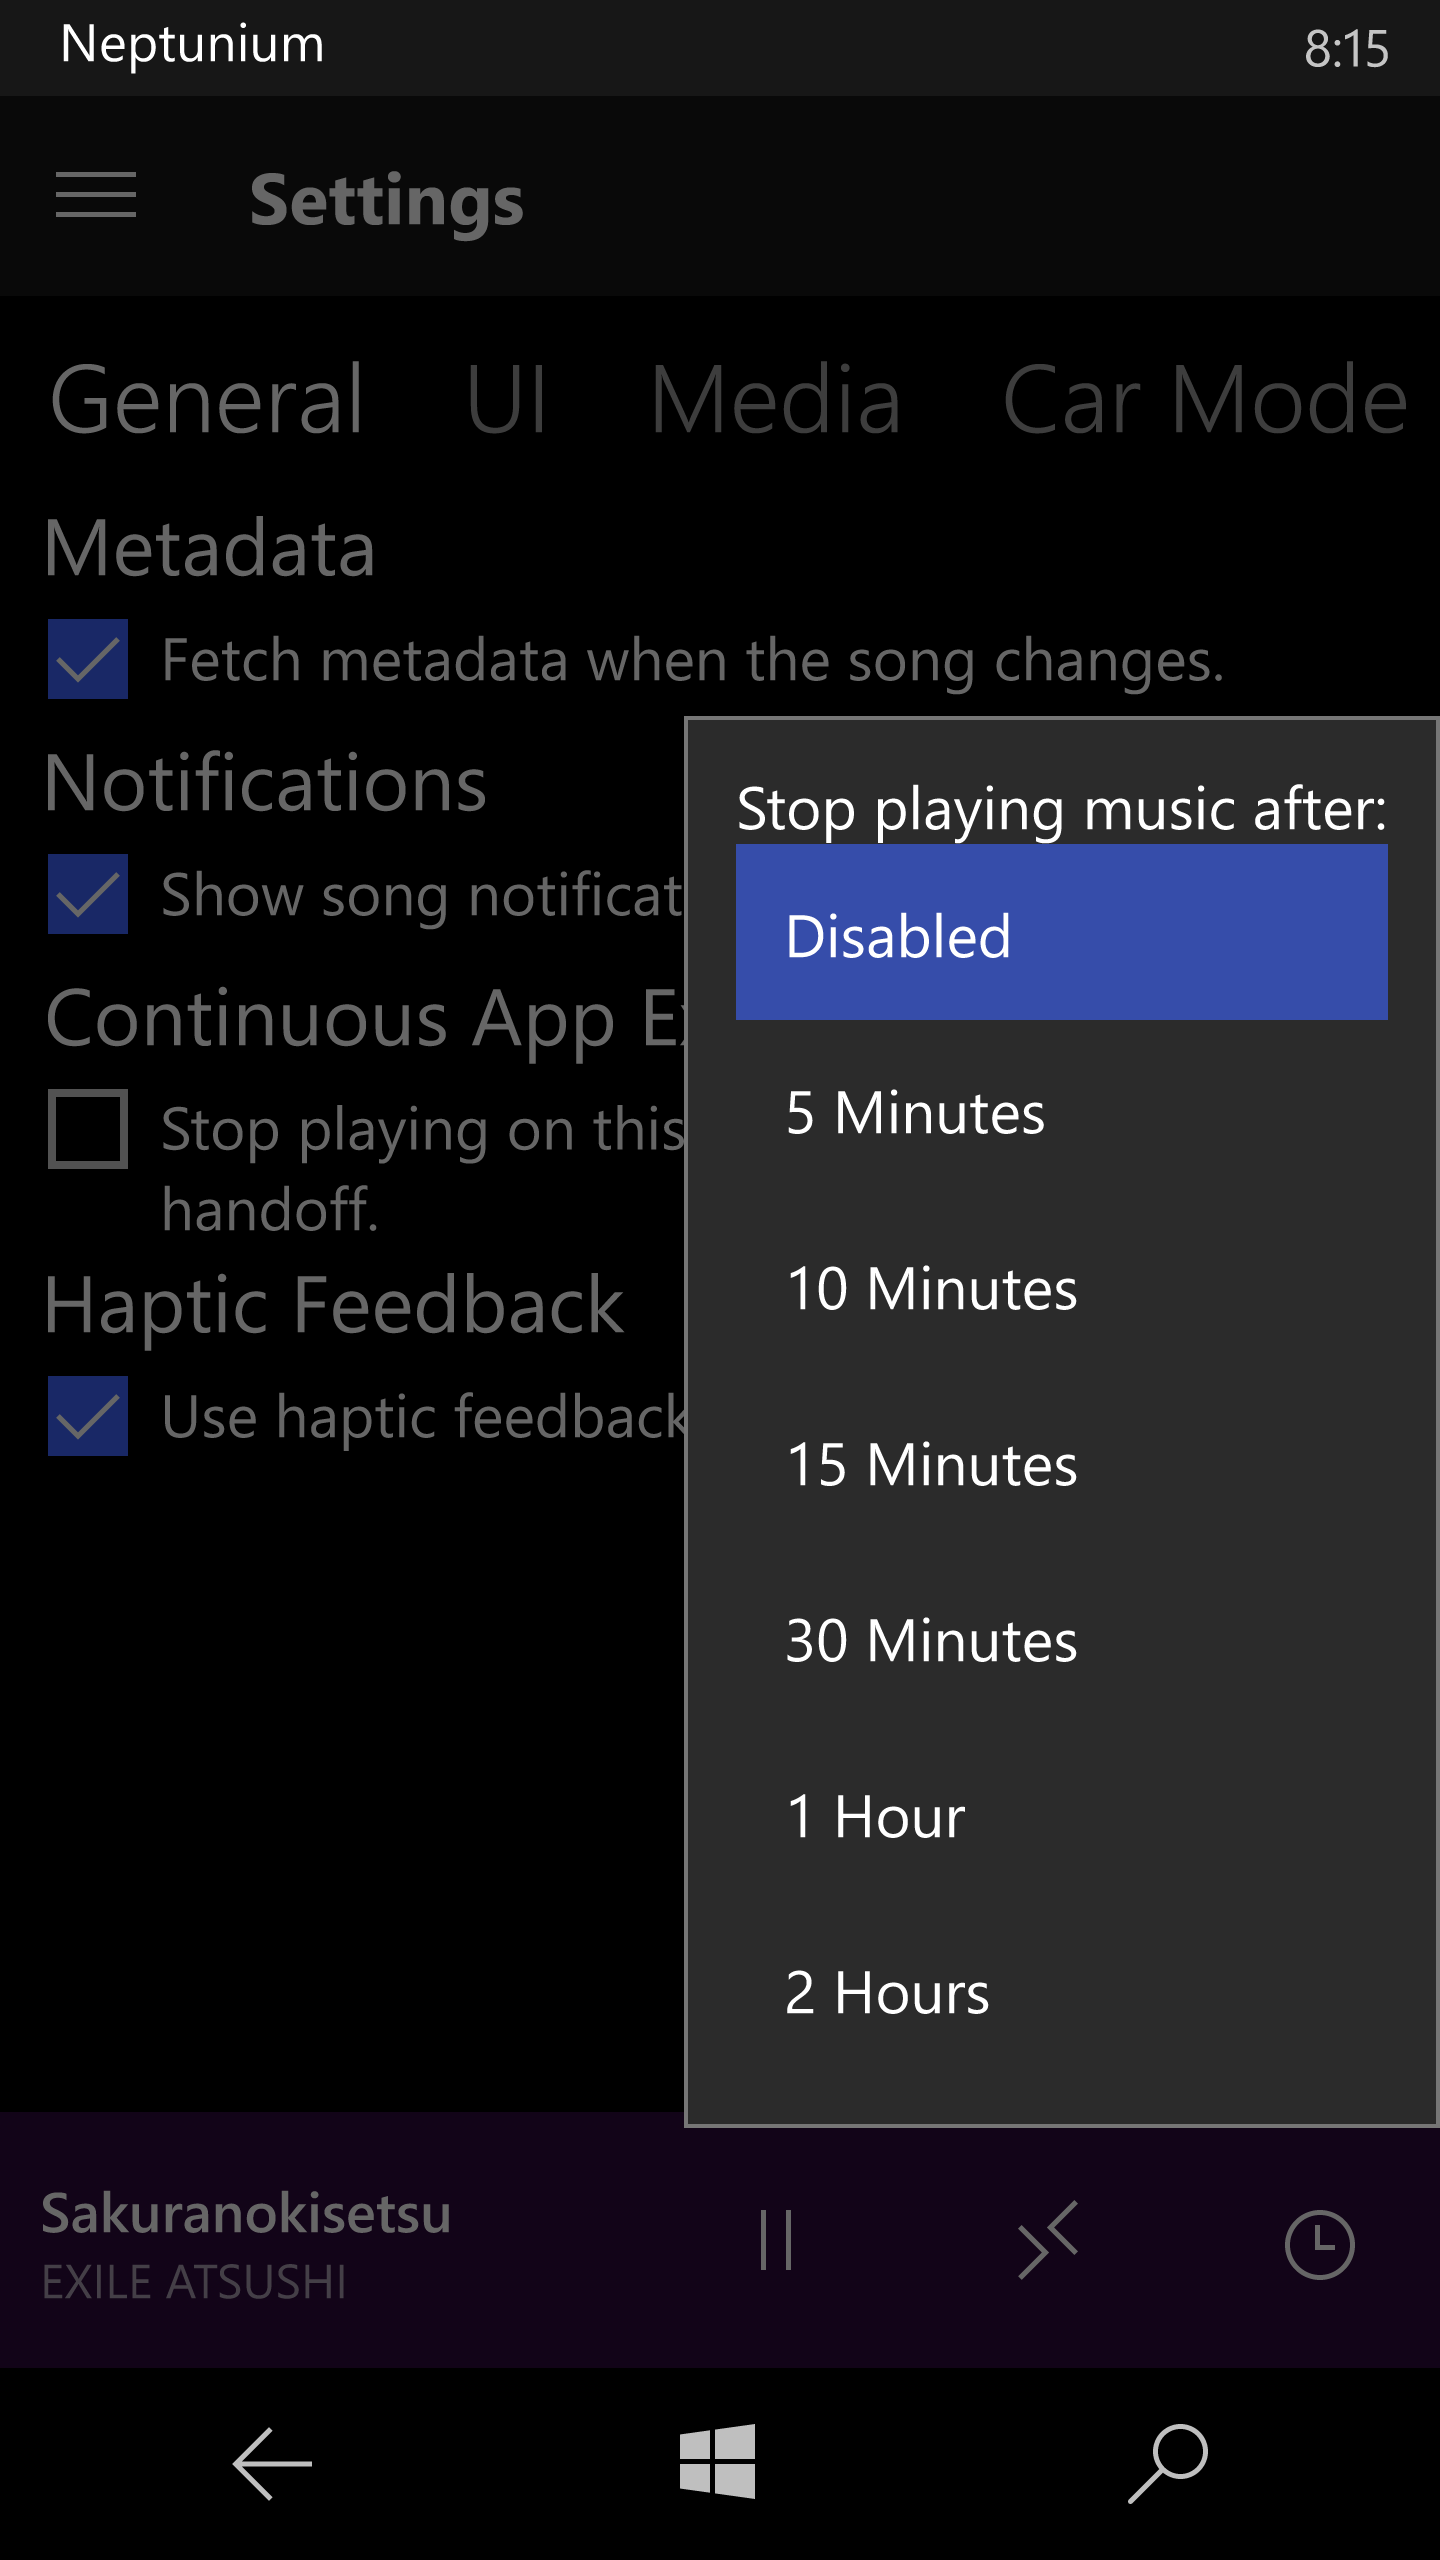 Neptunium
8:15
Settings
General UI Media Car Mode
Metadata
Fetch metadata when the song changes.
Notifications
Show song notificat
Continuous App Ex
Stop playing on this
handoff.
Haptic Feedback
Use haptic feedback
Stop playing music after:
Disabled
5 Minutes
10 Minutes
15 Minutes
30 Minutes
1 Hour
2 Hours
Sakuranokisetsu
EXILE ATSUSHI